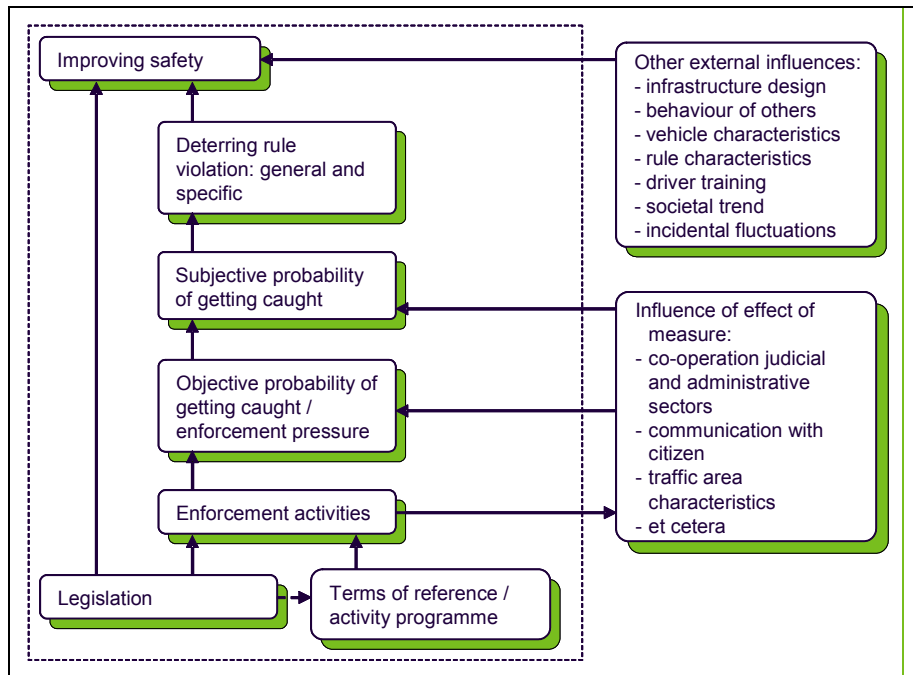 Improving safety
Deterring rule
violation: general and
specific
Subjective probability
of getting caught
Objective probability of
getting caught /
enforcement pressure
Enforcement activities
Legislation
Terms of reference /
activity programme
Other external influences:
- infrastructure design
- behaviour of others
- vehicle characteristics
- rule characteristics
- driver training
- societal trend
- incidental fluctuations
Influence of effect of
measure:
- co-operation judicial
and administrative
sectors
- communication with
citizen
- traffic area
characteristics
- et cetera